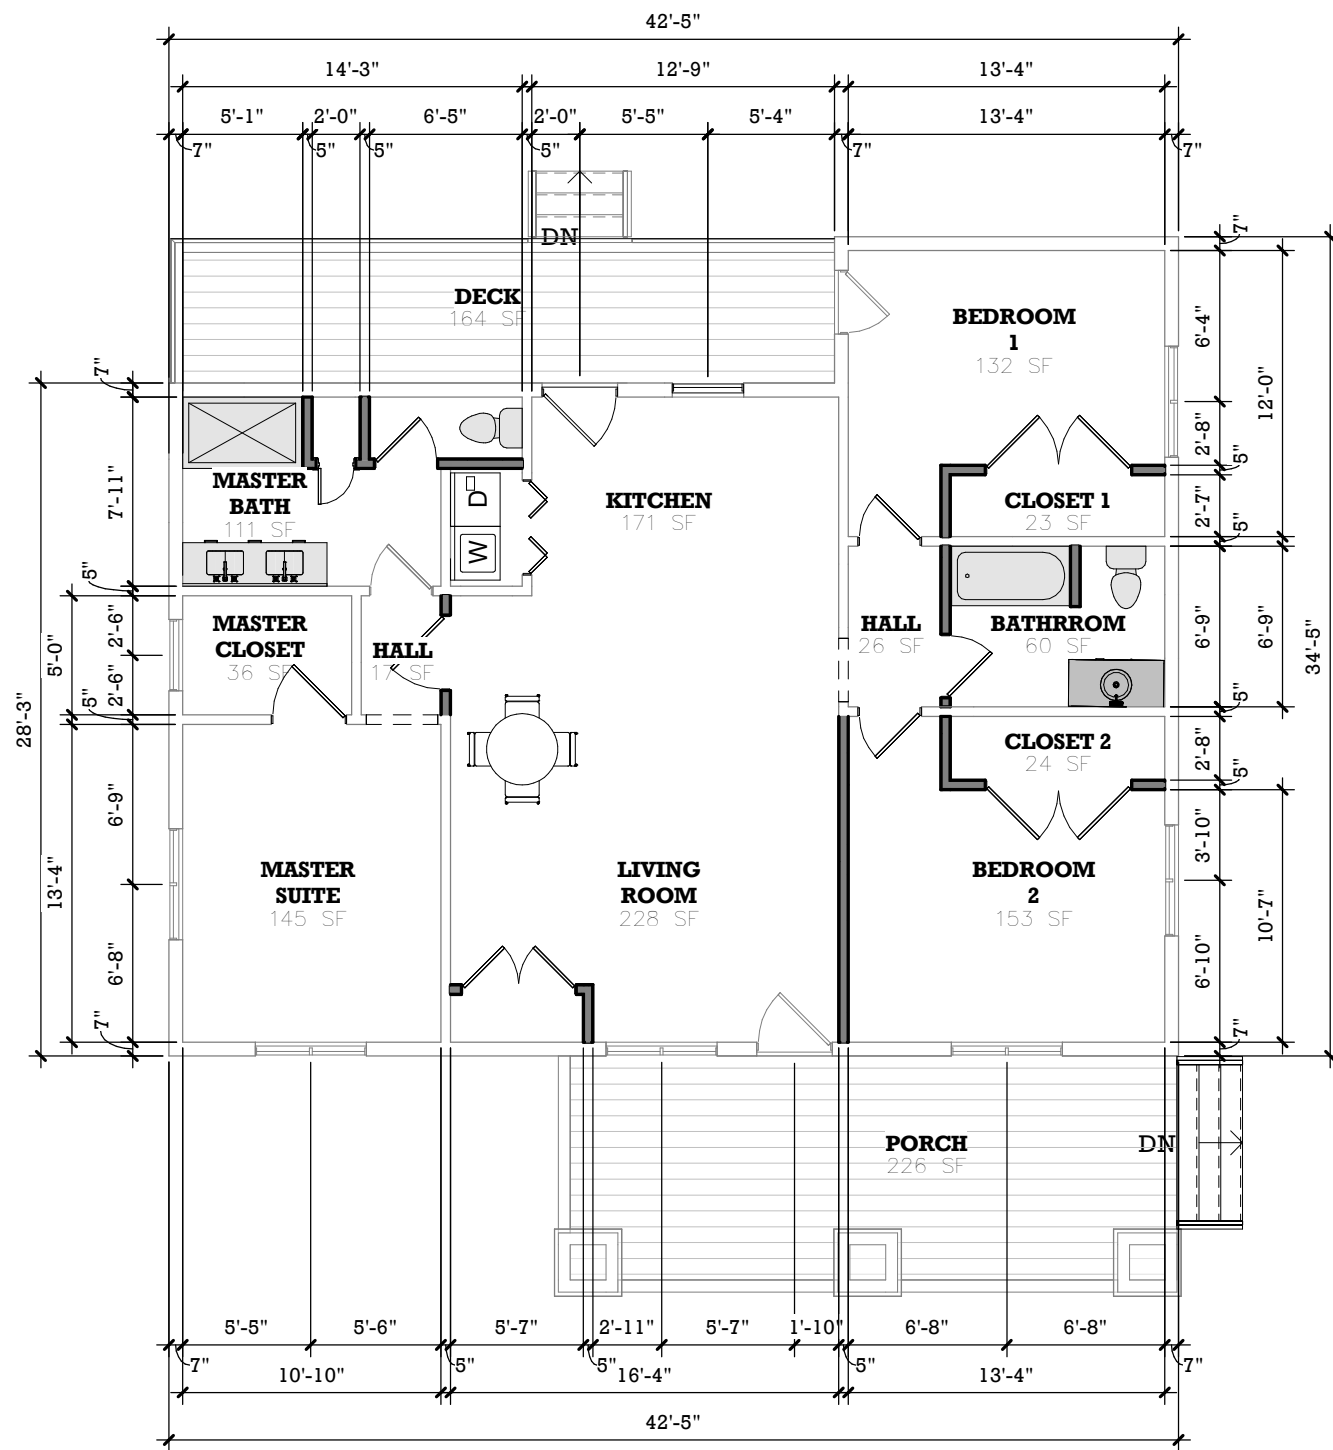 42'-5"
14'-3" 12'-9" 13'-4"
5'-1" 2'-0" 6'-5" 2'-0" 5'-5" 5'-4" 13'-4"
7" 5" 5" 5" 7" 7"
DN
7"
DECK
164 SF
BEDROOM
1
132 SF
6'-4"
12'-0"
7"
2'-8"
5"
MASTER
BATH
111 SF
7'-11"
D
KITCHEN
171 SF
CLOSET 1
23 SF
2'-7"
5"
W
5"
MASTER
CLOSET
36 SF
2'-6"
5'-0"
2'-6"
5"
HALL
17 SF
HALL
26 SF
BATHRROM
60 SF
6'-9"
6'-9"
34'-5"
28'-3"
5"
CLOSET 2
24 SF
2'-8"
5"
6'-9"
3'-10"
MASTER
SUITE
145 SF
13'-4"
LIVING
ROOM
228 SF
BEDROOM
2
153 SF
10'-7"
6'-8"
6'-10"
7"
7"
PORCH
226 SF
DN
5'-5" 5'-6" 5'-7" 2'-11" 5'-7" 1'-10" 6'-8" 6'-8"
7" 5" 5" 5" 7"
10'-10" 16'-4" 13'-4"
42'-5"